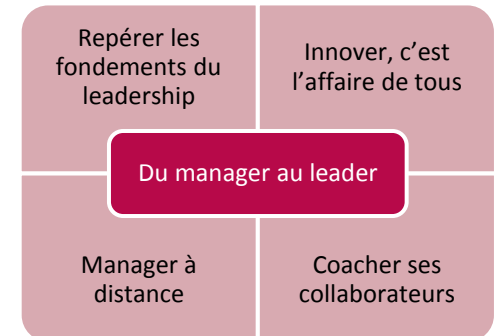 Repérer les
fondements du
leadership
Innover, c’est
l’affaire de tous
Du manager au leader
Manager à
distance
Coacher ses
collaborateurs